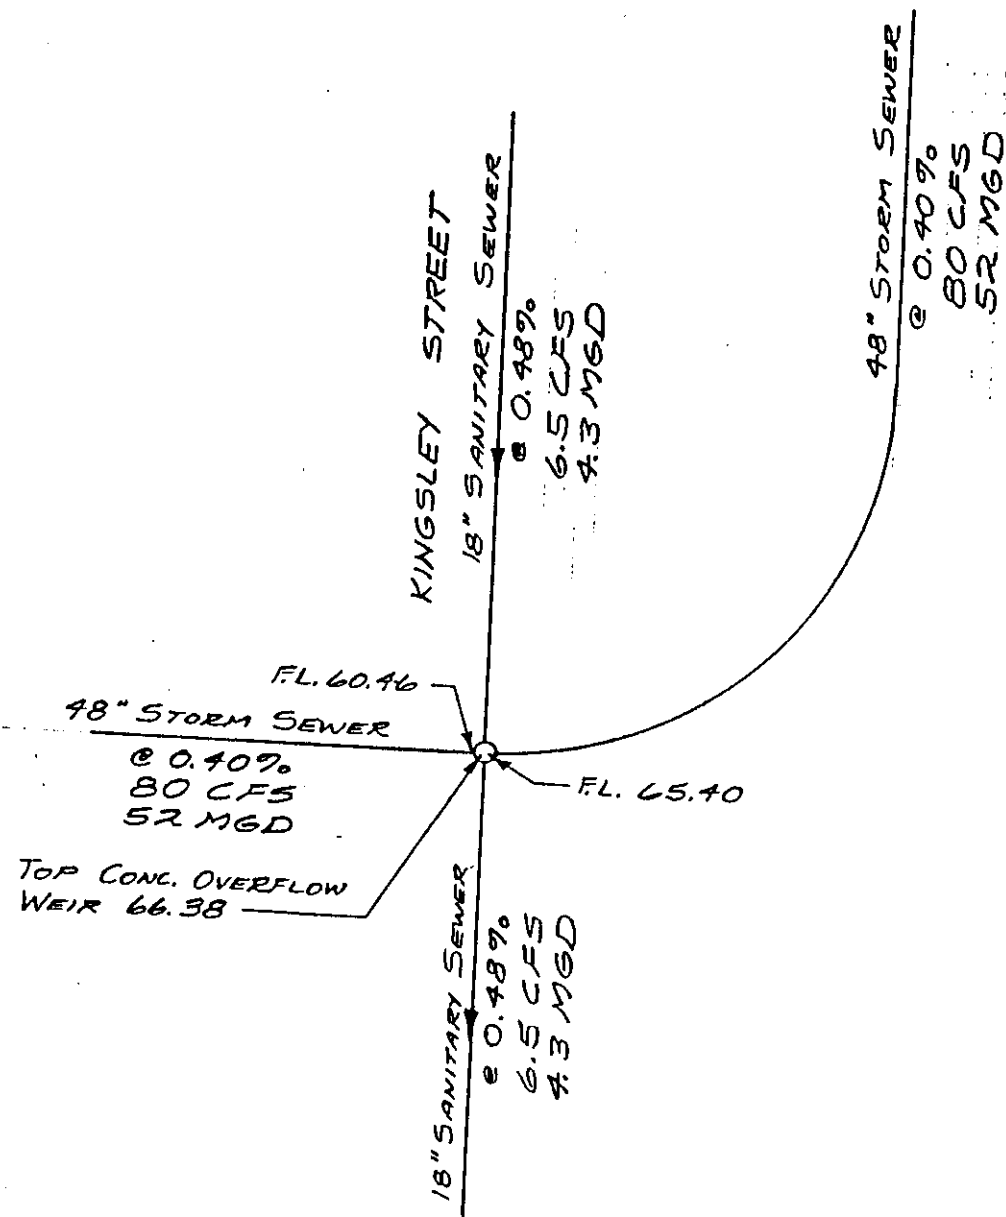 KINGSLEY STREET
18" SANITARY SEWER
@ 0.48%
6.5 CFS
4.3 MGD
48" STORM SEWER
@ 0.40%
80 CFS
52 MGD
F.L. 60.46
48" STORM SEWER
@ 0.40%
80 CFS
52 MGD
F.L. 65.40
TOP CONC. OVERFLOW
WEIR 66.38
18" SANITARY SEWER
@ 0.48%
6.5 CFS
4.3 MGD